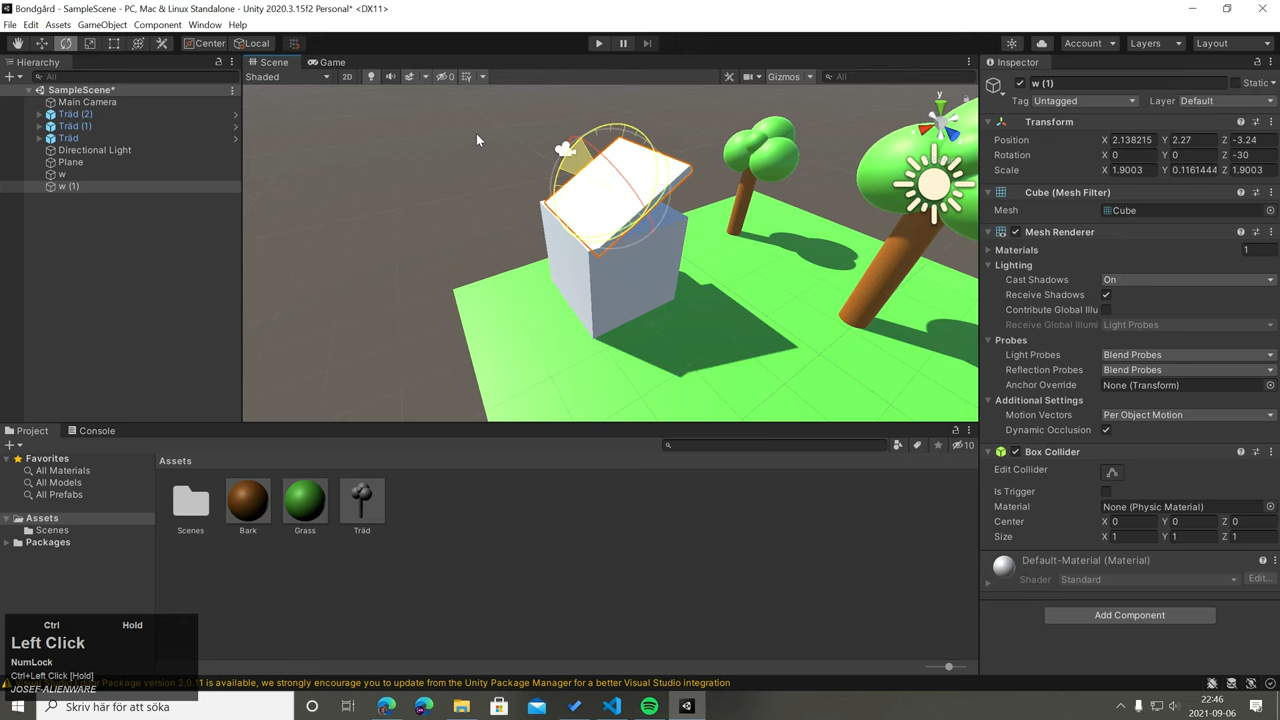 Bondgård - SampleScene - PC, Mac & Linux Standalone - Unity 2020.3.15f2 Personal* <DX11>
File Edit Assets GameObject Component Window Help
Center Local Account Layers Layout
Hierarchy
All
SampleScene*
Main Camera
Träd (2)
Träd (1)
Träd
Directional Light
Plane
w
w (1)
Scene Game
Shaded 2D 0 Gizmos All
y
Inspector
w (1) Static
Tag Untagged Layer Default
Transform
Position X 2.138215 Y 2.27 Z -3.24
Rotation X 0 Y 0 Z -30
Scale X 1.9003 Y 0.1161444 Z 1.9003
Cube (Mesh Filter)
Mesh Cube
Mesh Renderer
Materials 1
Lighting
Cast Shadows On
Receive Shadows
Contribute Global Illu
Receive Global Illumi Light Probes
Probes
Light Probes Blend Probes
Reflection Probes Blend Probes
Anchor Override None (Transform)
Additional Settings
Motion Vectors Per Object Motion
Dynamic Occlusion
Box Collider
Edit Collider
Is Trigger
Material None (Physic Material)
Center X 0 Y 0 Z 0
Size X 1 Y 1 Z 1
Default-Material (Material)
Shader Standard Edit...
Add Component
Project Console
10
Favorites
All Materials
All Models
All Prefabs
Assets
Scenes
Packages
Assets
Scenes Bark Grass Träd
Ctrl Hold
Left Click
NumLock
Ctrl+Left Click [Hold]
JOSEF-ALIENWARE
Visual Studio Editor Package version 2.0.11 is available, we strongly encourage you to update from the Unity Package Manager for a better Visual Studio integration
Skriv här för att söka
22:46
2021-09-06